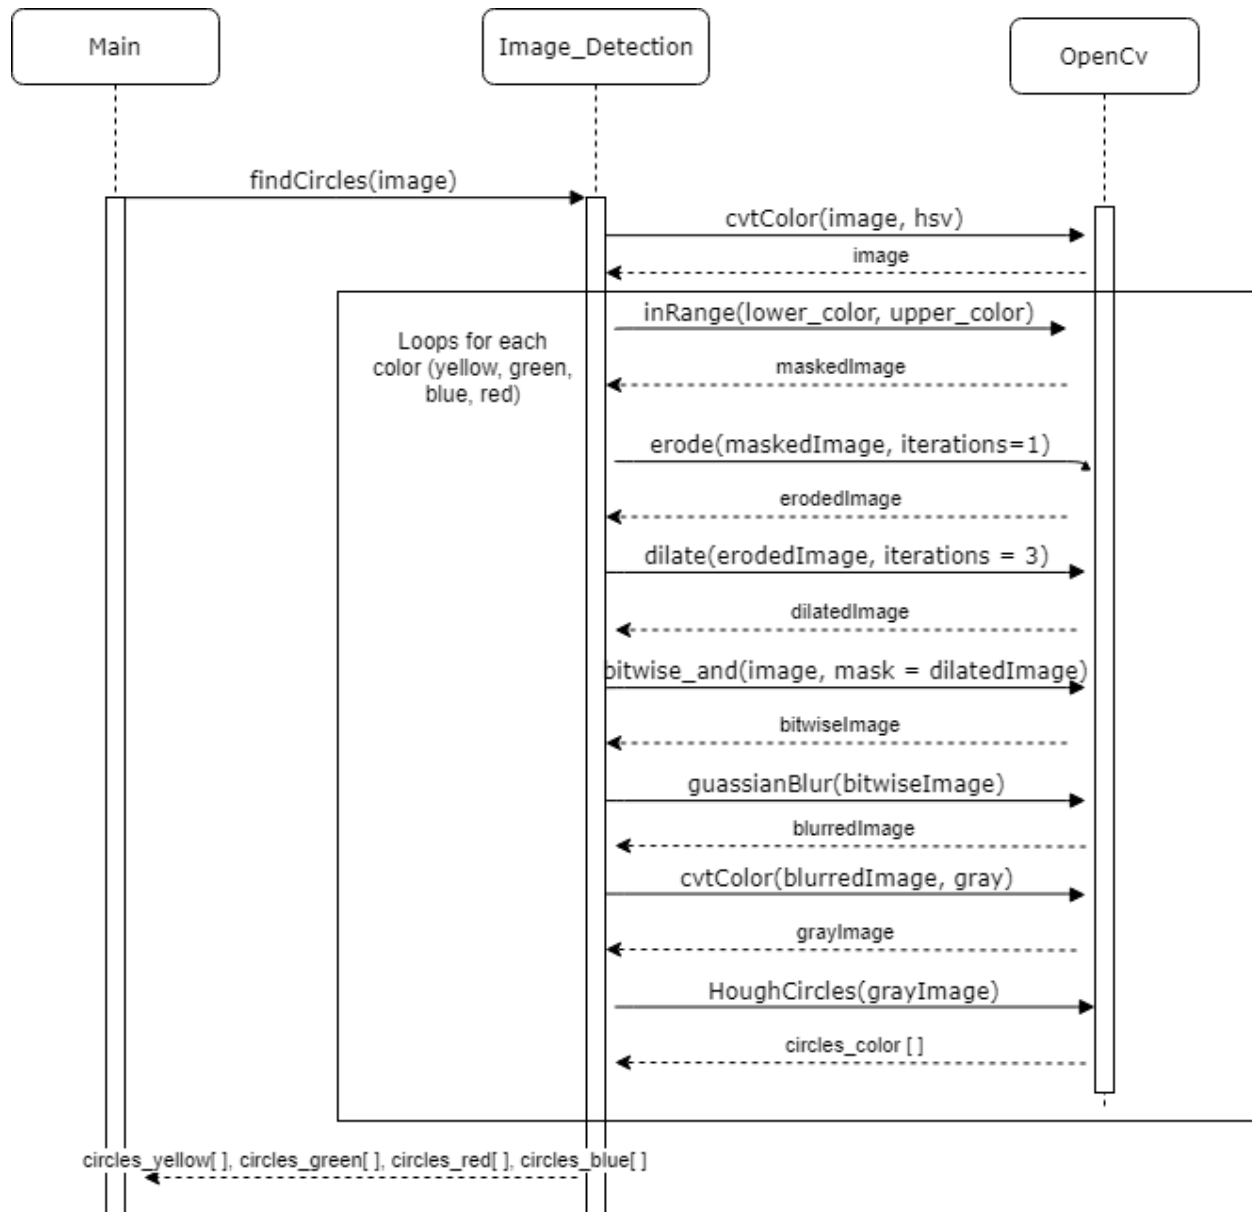 Main
Image_Detection
OpenCv
findCircles(image)
cvtColor(image, hsv)
image
inRange(lower_color, upper_color)
Loops for each
color (yellow, green,
blue, red)
maskedImage
erode(maskedImage, iterations=1)
erodedImage
dilate(erodedImage, iterations = 3)
dilatedImage
bitwise_and(image, mask = dilatedImage)
bitwiseImage
guassianBlur(bitwiseImage)
blurredImage
cvtColor(blurredImage, gray)
grayImage
HoughCircles(grayImage)
circles_color [ ]
circles_yellow[ ], circles_green[ ], circles_red[ ], circles_blue[ ]